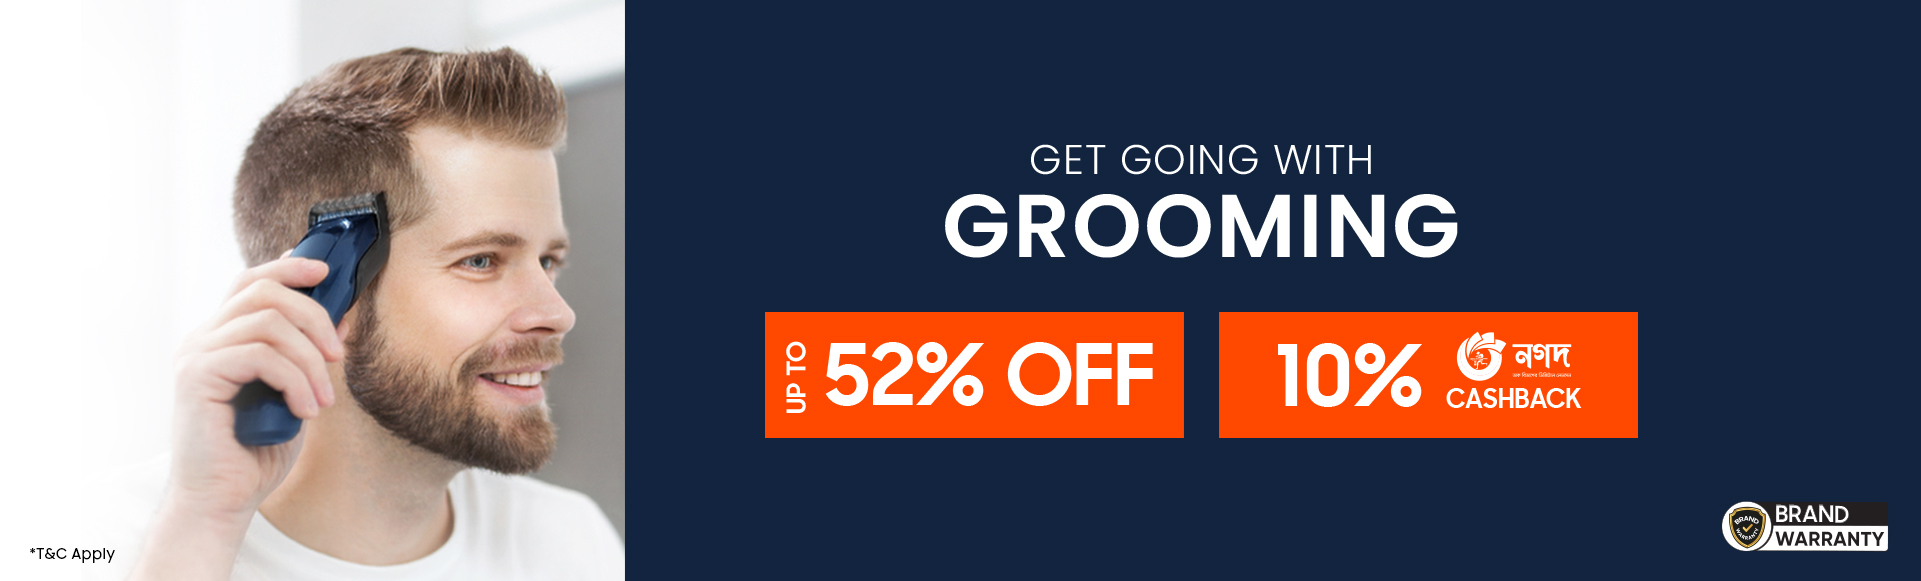 GET GOING WITH
GROOMING
UP TO 52% OFF
10% নগদ
CASHBACK
*T&C Apply
BRAND
WARRANTY
BRAND
WARRANTY